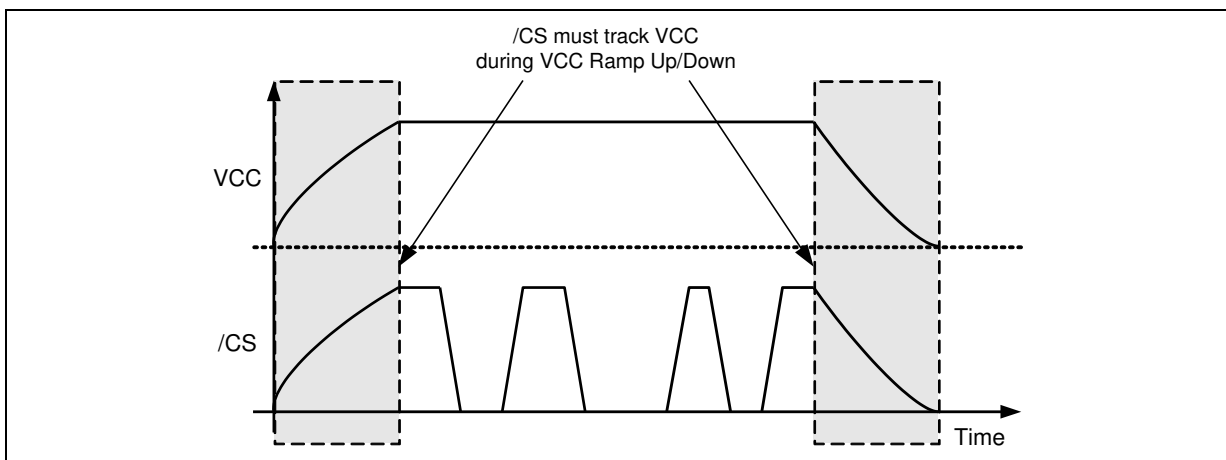 /CS must track VCC
during VCC Ramp Up/Down
VCC
/CS
Time